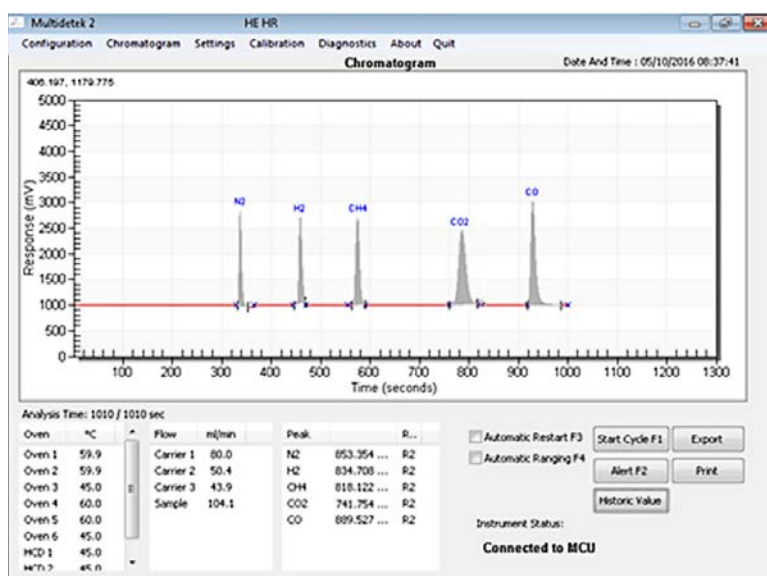 Multidetek 2 HE HR
Configuration Chromatogram Settings Calibration Diagnostics About Quit
Chromatogram Date And Time : 05/10/2016 08:37:41
406.197, 1179.775
Response (mV)
5000
4500
4000
3500
3000
2500
2000
1500
1000
500
0
N2 H2 CH4 CO2 CO
100 200 300 400 500 600 700 800 900 1000 1100 1200 1300
Time (seconds)
Analysis Time: 1010 / 1010 sec
Oven °C Flow ml/min Peak R...
Oven 1 59.9 Carrier 1 80.0 N2 853.354 ... R2
Oven 2 59.9 Carrier 2 50.4 H2 834.708 ... R2
Oven 3 45.0 Carrier 3 43.9 CH4 818.122 ... R2
Oven 4 60.0 Sample 104.1 CO2 741.754 ... R2
Oven 5 60.0 CO 889.527 ... R2
Oven 6 45.0
HCD 1 45.0
HCD 2 45.0
Automatic Restart F3 Start Cycle F1 Export
Automatic Ranging F4 Alert F2 Print
Historic Value
Instrument Status:
Connected to MCU